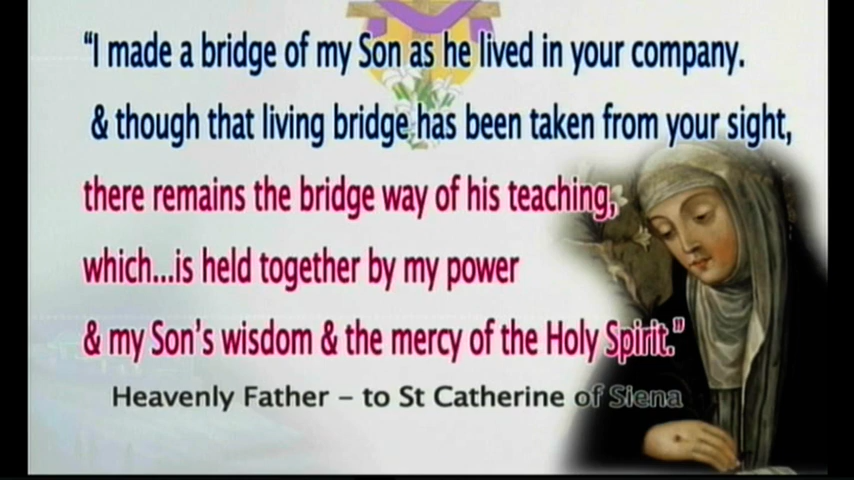 “I made a bridge of my Son as he lived in your company.
& though that living bridge has been taken from your sight,
there remains the bridge way of his teaching,
which...is held together by my power
& my Son’s wisdom & the mercy of the Holy Spirit.”
Heavenly Father – to St Catherine of Siena